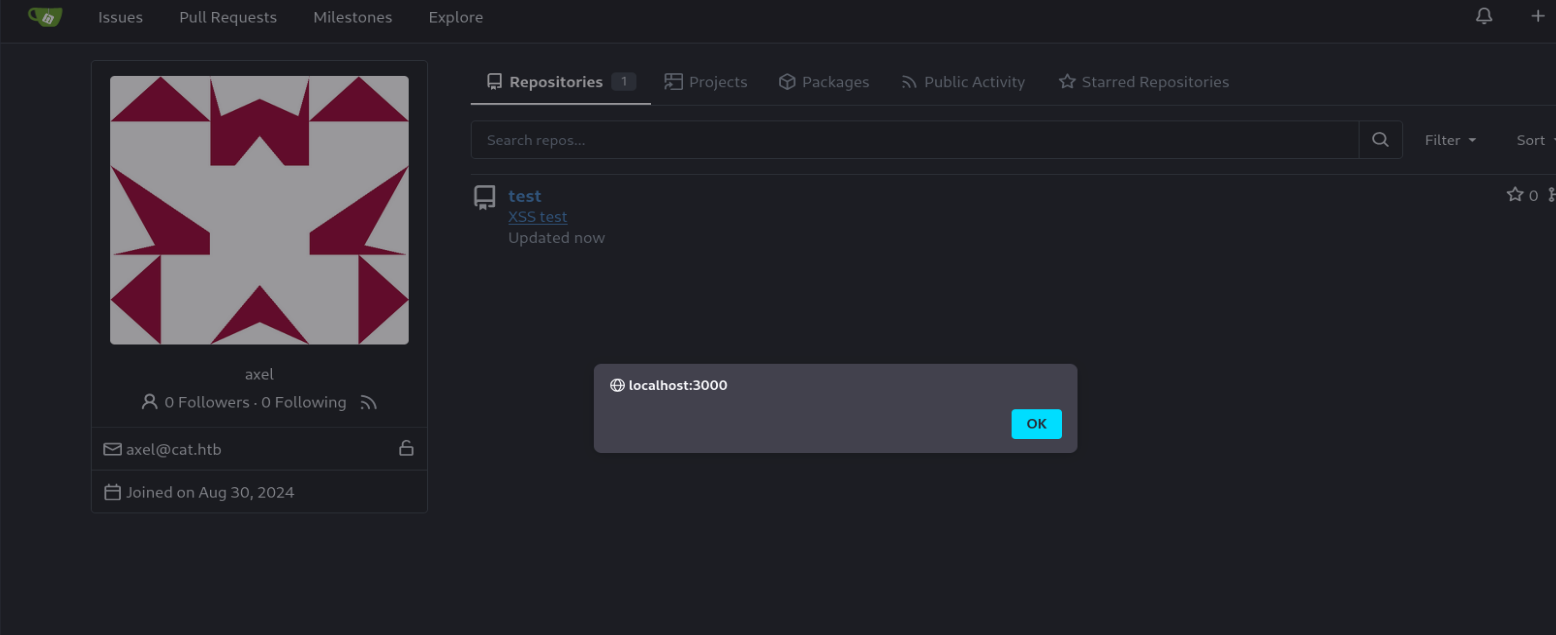 Issues Pull Requests Milestones Explore
Repositories 1 Projects Packages Public Activity Starred Repositories
Search repos...
Filter Sort
test
0
XSS test
Updated now
axel
0 Followers · 0 Following
axel@cat.htb
Joined on Aug 30, 2024
localhost:3000
OK